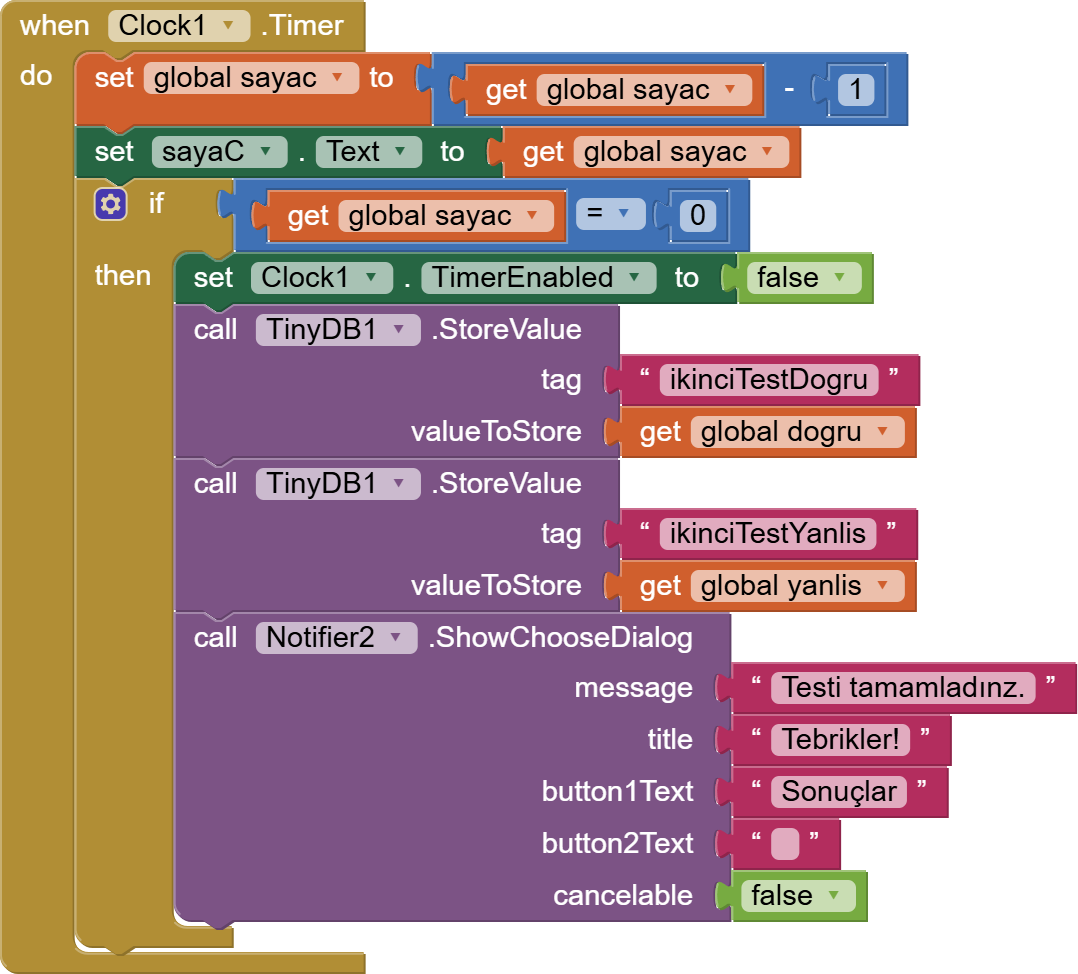 when Clock1 .Timer
do set global sayac to get global sayac - 1
set sayaC . Text to get global sayac
if get global sayac = 0
then set Clock1 . TimerEnabled to false
call TinyDB1 .StoreValue
tag “ ikinciTestDogru ”
valueToStore get global dogru
call TinyDB1 .StoreValue
tag “ ikinciTestYanlis ”
valueToStore get global yanlis
call Notifier2 .ShowChooseDialog
message “ Testi tamamladınz. ”
title “ Tebrikler! ”
button1Text “ Sonuçlar ”
button2Text “ ”
cancelable false